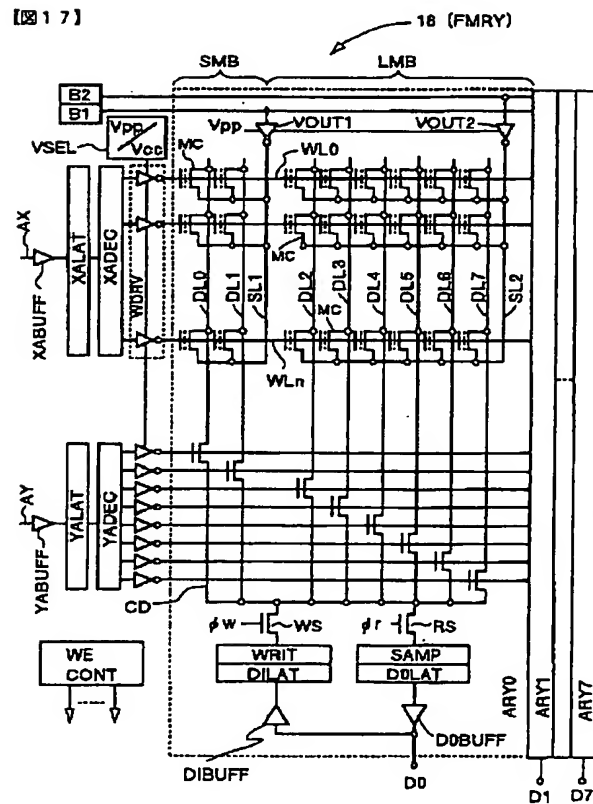 【図17】
18 (FMRY)
SMB LMB
B2
B1
Vpp VOUT1 VOUT2
Vpp
Vcc
VSEL
MC
WL0
AX
XABUFF
XALAT
XADEC
WDRV
MC
DL0
DL1
SL1
DL2
DL3
DL4
DL5
DL6
DL7
SL2
MC
WLn
AY
YABUFF
YALAT
YADEC
CD
φw WS φr RS
WE
CONT
WRIT SAMP
DILAT DOLAT
DIBUFF DOBUFF
ARY0
ARY1
ARY7
D0 D1 D7